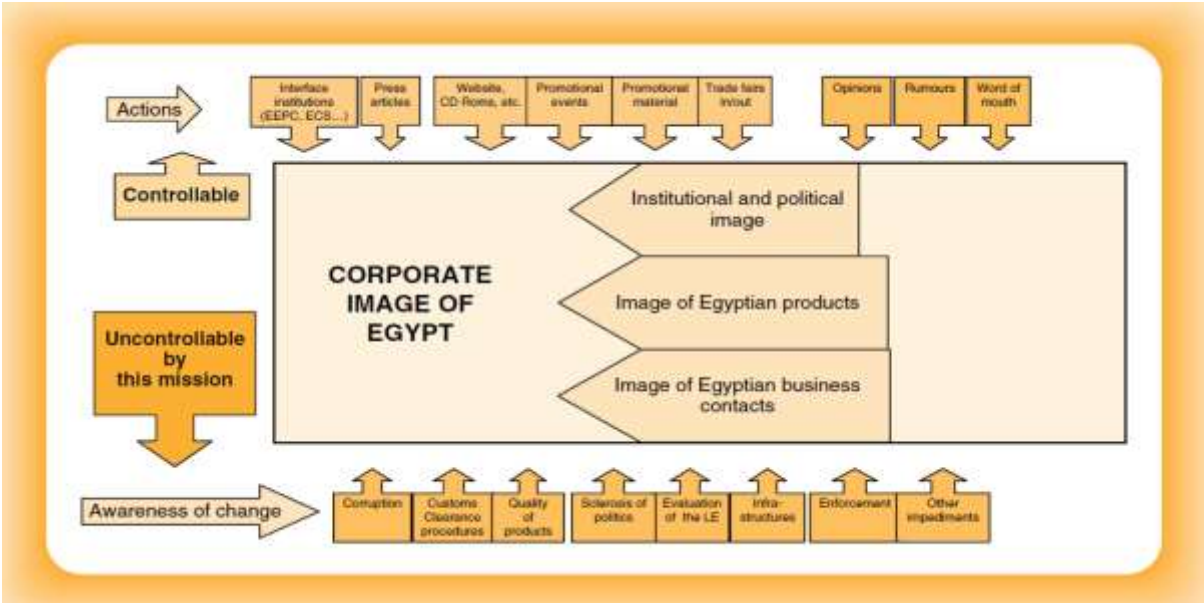 Actions
Interface
institutions
(EEPC, ECS…)
Press
articles
Website,
CD-Roms, etc.
Promotional
events
Promotional
material
Trade fairs
in/out
Opinions
Rumours
Word of
mouth
Controllable
Institutional and political
image
CORPORATE
IMAGE OF
EGYPT
Image of Egyptian products
Uncontrollable
by
this mission
Image of Egyptian business
contacts
Awareness of change
Corruption
Customs
Clearance
procedures
Quality
of
products
Sclerosis of
politics
Evaluation
of the LE
Infra-
structures
Enforcement
Other
impediments